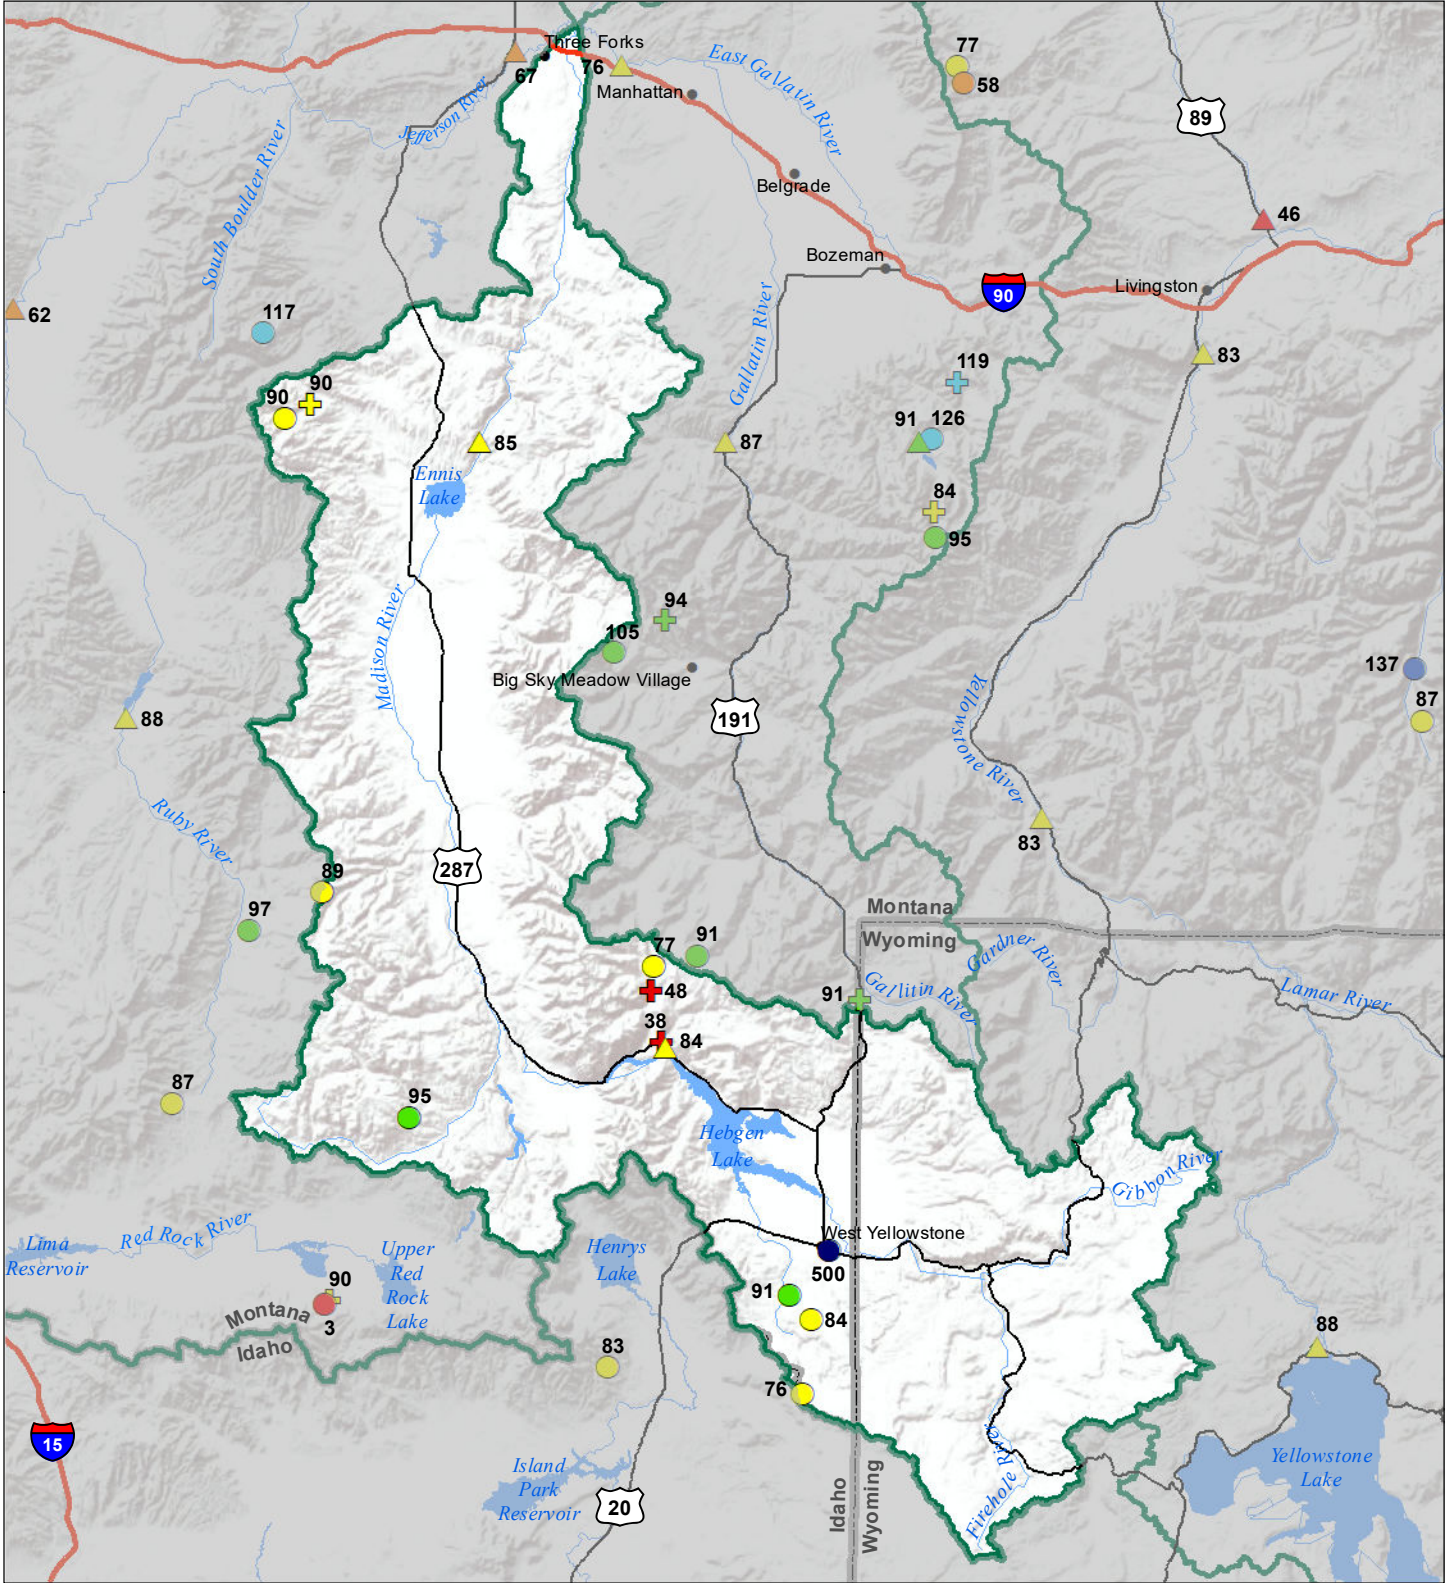 Three Forks
67
76
Manhattan
East Gallatin River
77
58
89
Jefferson River
South Boulder River
Belgrade
46
Bozeman
Livingston
90
62
117
Gallatin River
83
119
90
90
85
87
91
126
Ennis
Lake
84
95
94
105
Madison River
Big Sky Meadow Village
137
88
191
87
Yellowstone River
Ruby River
83
287
89
97
Montana
Wyoming
77
91
Gardner River
48
91
Gallitin River
Lamar River
38
84
87
95
Hebgen
Lake
Gibbon River
Red Rock River
Lima
Reservoir
Upper
Red
Rock
Lake
Henrys
Lake
West Yellowstone
500
90
3
Montana
Idaho
91
84
83
76
88
15
Island
Park
Reservoir
20
Idaho
Wyoming
Firehole River
Yellowstone
Lake